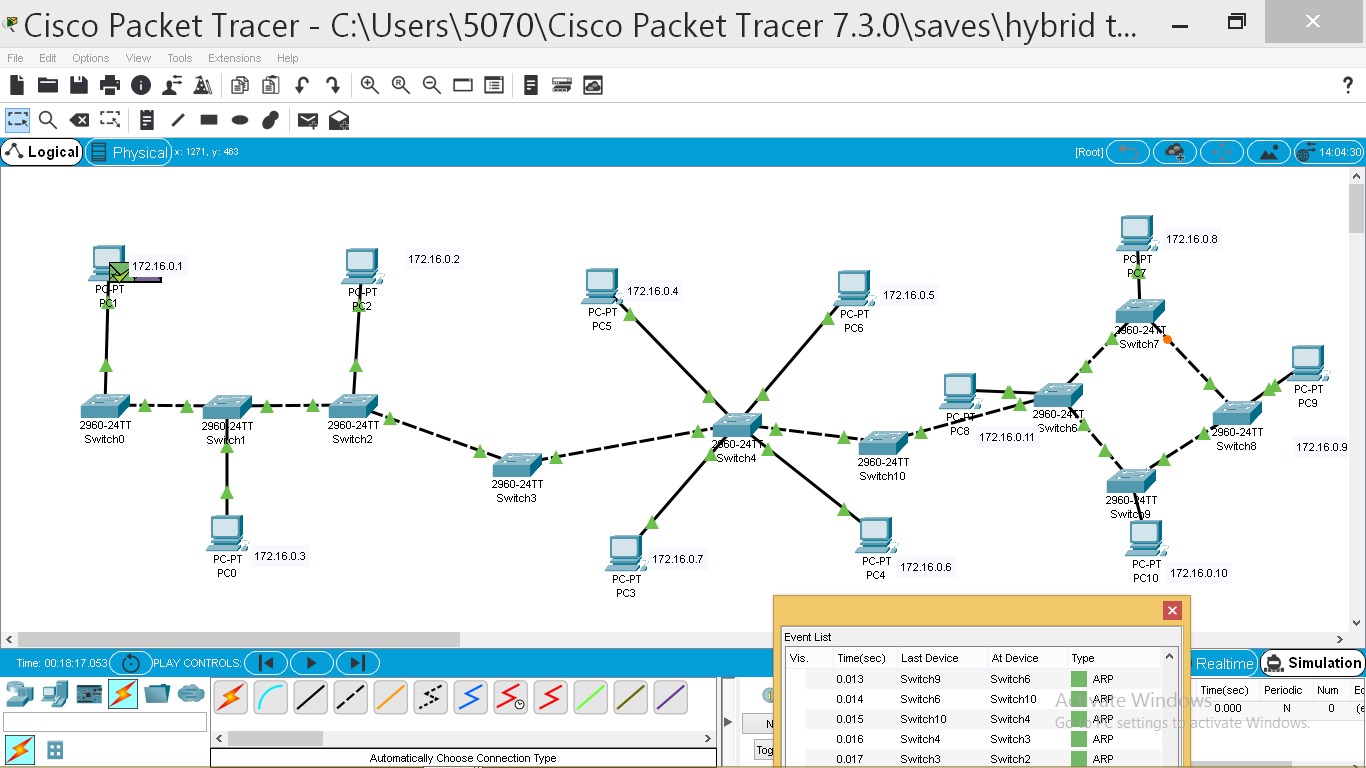 Cisco Packet Tracer - C:\Users\5070\Cisco Packet Tracer 7.3.0\saves\hybrid t...
File Edit Options View Tools Extensions Help
?
Logical Physical x: 1271, y: 463 [Root] 14:04:30
172.16.0.1
PC-PT
PC1
172.16.0.2
PC-PT
PC2
172.16.0.4
PC-PT
PC5
172.16.0.5
PC-PT
PC6
172.16.0.8
PC-PT
PC7
2960-24TT
Switch7
2960-24TT
Switch0
2960-24TT
Switch1
2960-24TT
Switch2
2960-24TT
Switch3
2960-24TT
Switch4
2960-24TT
Switch10
PC-PT
PC8
172.16.0.11
2960-24TT
Switch6
2960-24TT
Switch8
PC-PT
PC9
172.16.0.9
2960-24TT
Switch9
PC-PT
PC0
172.16.0.3
PC-PT
PC3
172.16.0.7
PC-PT
PC4
172.16.0.6
PC-PT
PC10
172.16.0.10
Time: 00:18:17.053 PLAY CONTROLS:
Realtime Simulation
Event List
Vis. Time(sec) Last Device At Device Type
0.013 Switch9 Switch6 ARP
0.014 Switch6 Switch10 ARP
0.015 Switch10 Switch4 ARP
0.016 Switch4 Switch3 ARP
0.017 Switch3 Switch2 ARP
Time(sec) Periodic Num
0.000 N 0
Activate Windows
Go to PC settings to activate Windows.
Automatically Choose Connection Type